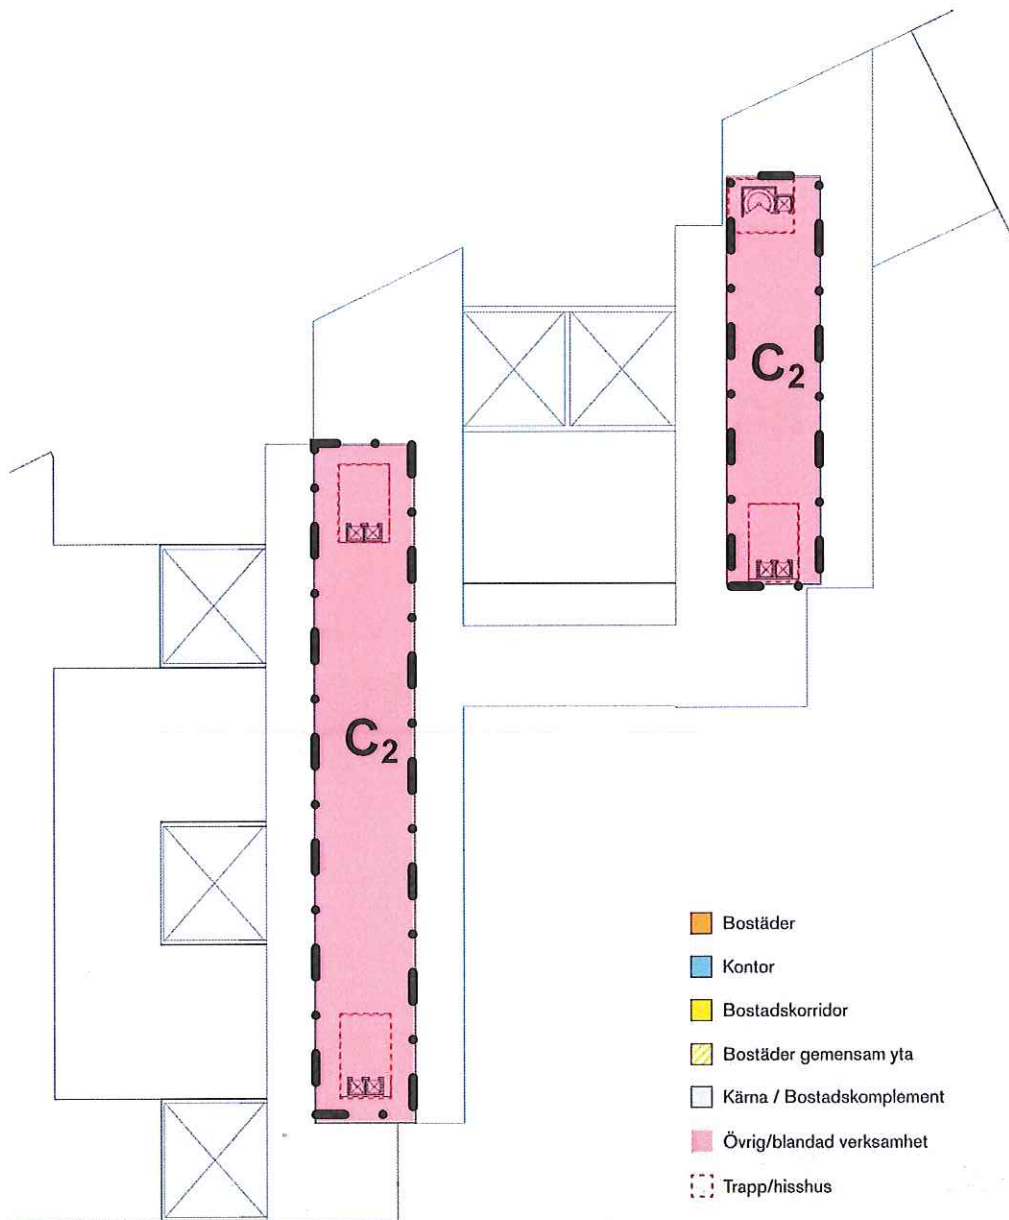 C₂
C₂
Bostäder
Kontor
Bostadskorridor
Bostäder gemensam yta
Kärna / Bostadskomplement
Övrig/blandad verksamhet
Trapp/hisshus